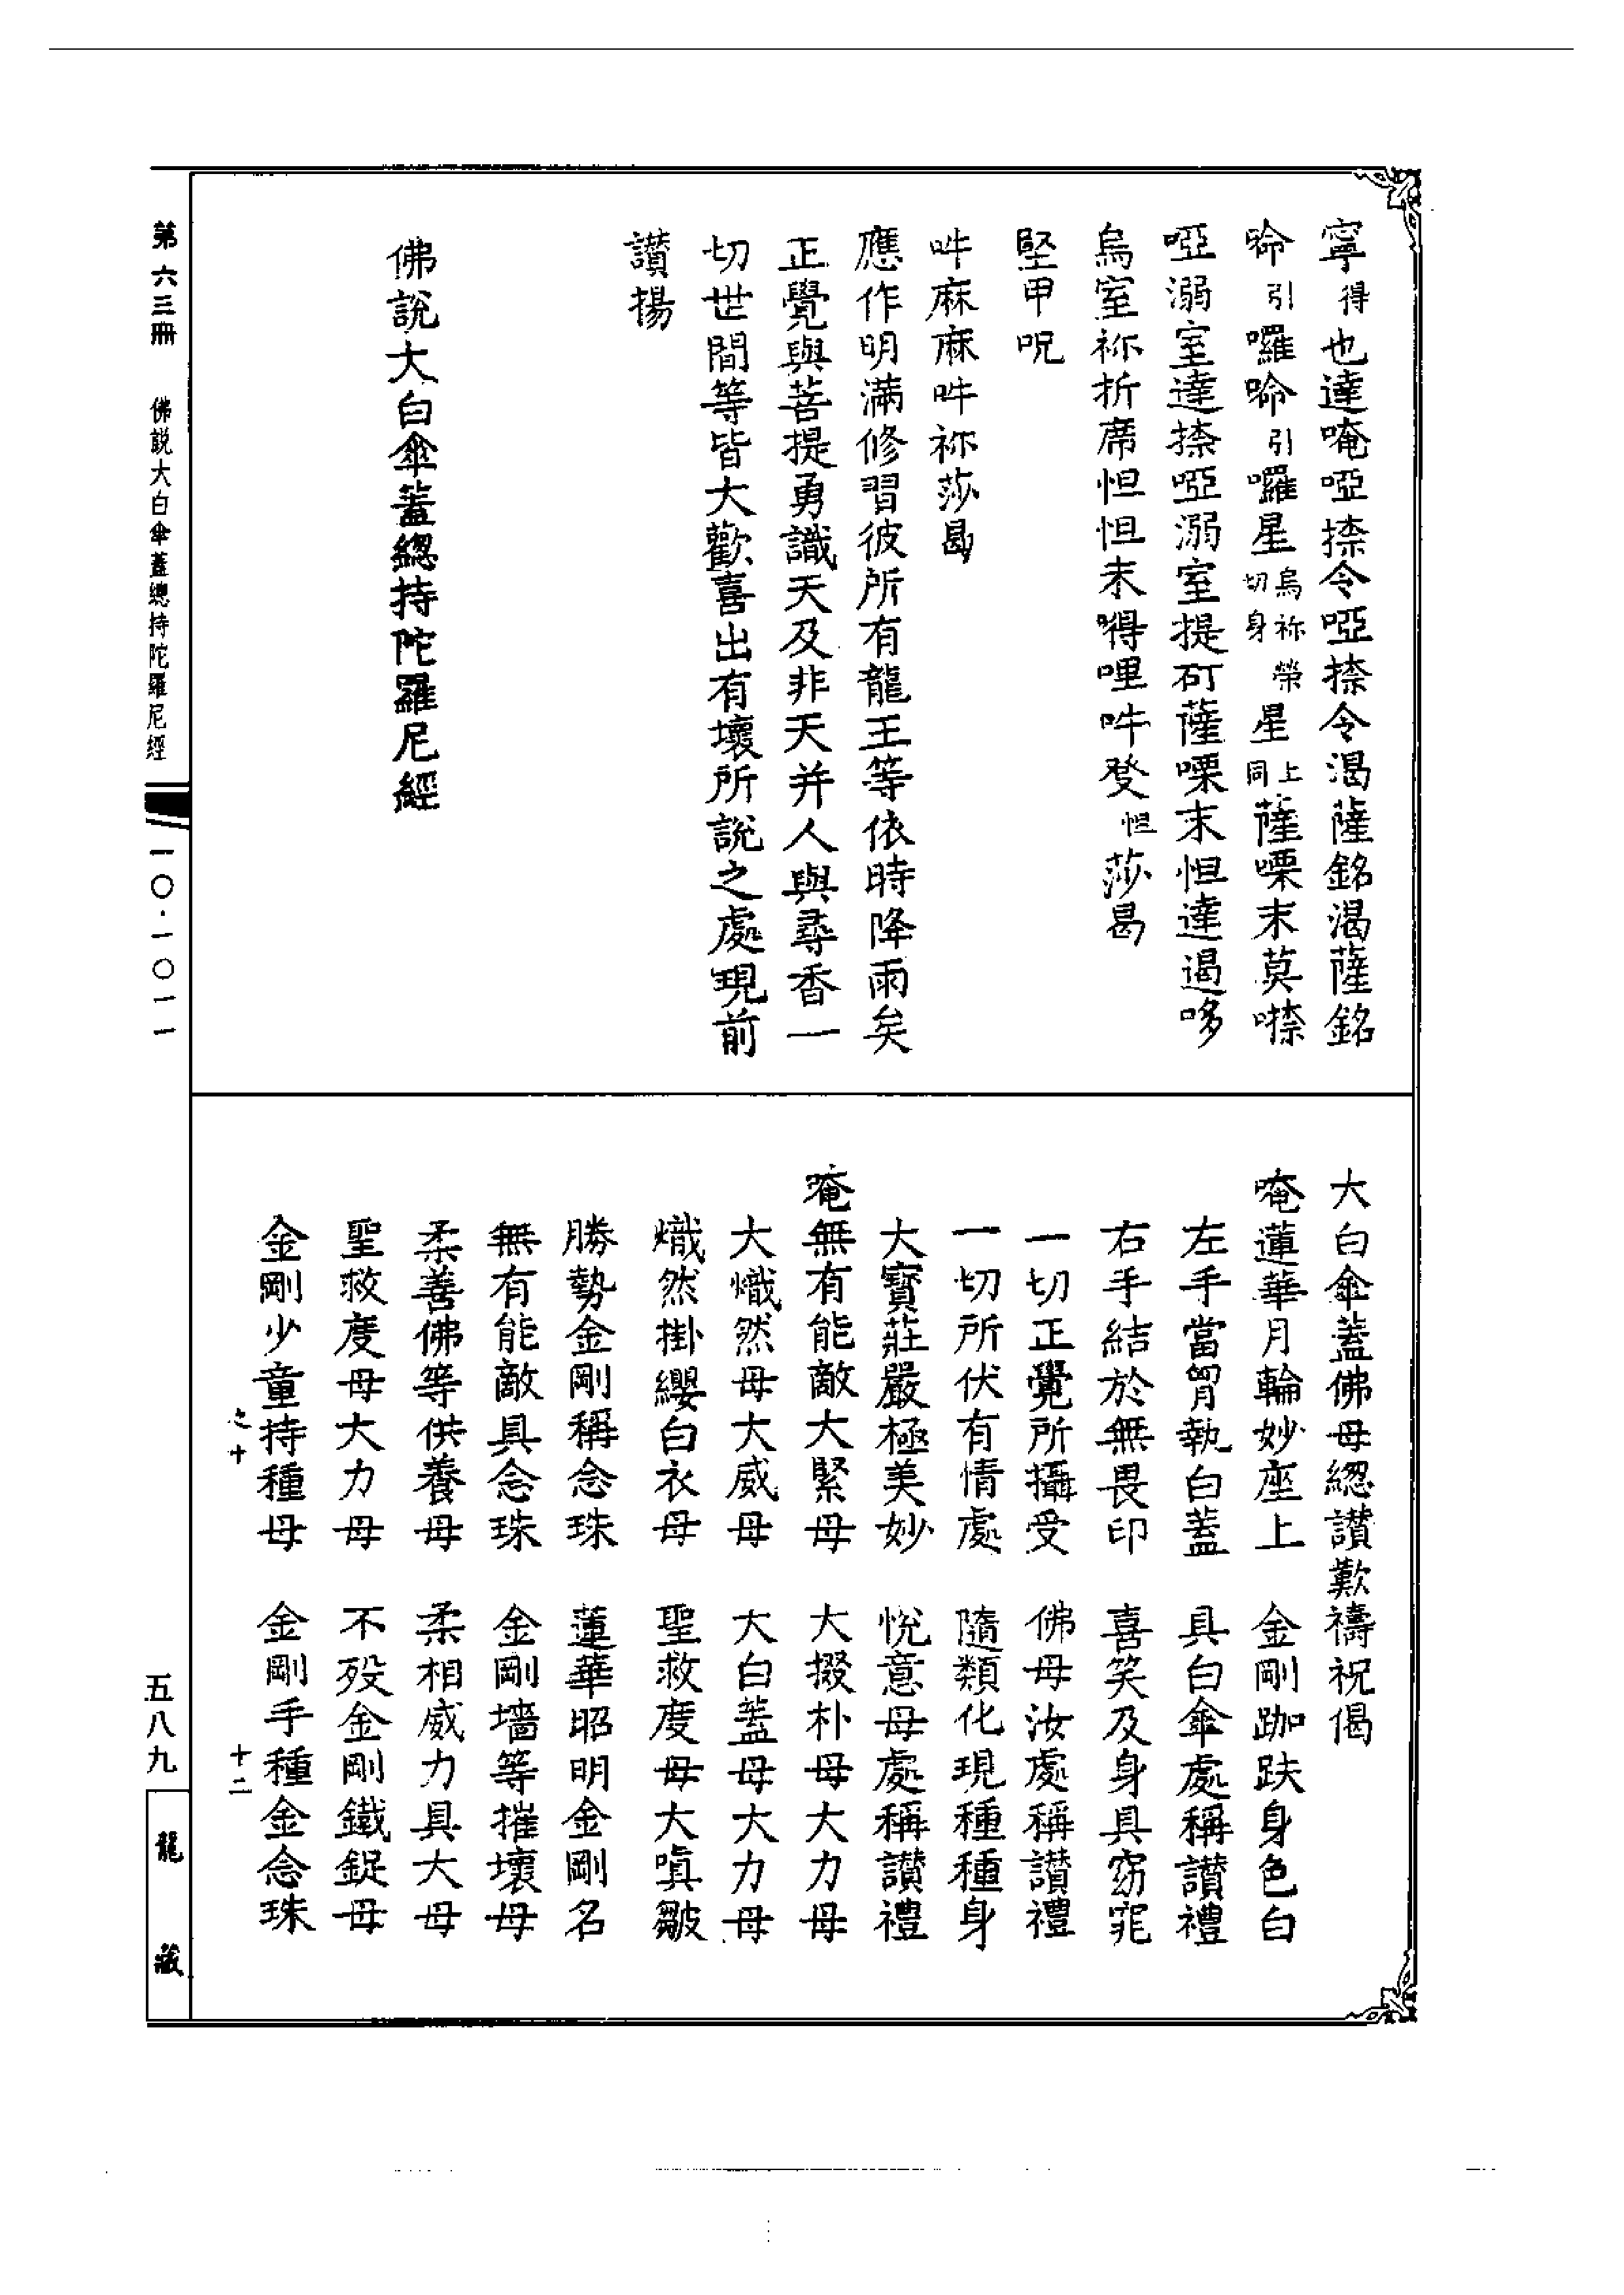 寧得也達唵啞捺令啞捺令渴薩銘渴薩銘
喻引囉喻引囉星烏祢切身榮星上同薩㗚末莫㗎
啞溺室達捺啞溺室提矴薩㗚末怛達遏哆
烏室祢折席怛怛末㘄哩吽癹怛莎曷
堅甲呪
吽麻麻吽祢莎曷
應作明滿修習彼所有龍王等依時降雨矣
正覺與菩提勇識天及非天并人與尋香一
切世間等皆大歡喜出有壞所說之處現前
讚揚
佛說大白傘蓋總持陀羅尼經
大白傘蓋佛母總讚歎禱祝偈
唵蓮華月輪妙座上　金剛跏趺身色白
左手當胷執白蓋　具白傘處稱讚禮
右手結於無畏印　喜笑及身具窈窕
一切正覺所攝受　佛母汝處稱讚禮
一切所伏有情處　隨類化現種種身
大寶莊嚴極美妙　悅意母處稱讚禮
唵無有能敵大緊母　大掇朴母大力母
大熾然母大威母　大白蓋母大力母
熾然掛纓白衣母　聖救度母大嗔皺
勝勢金剛稱念珠　蓮華昭明金剛名
無有能敵具念珠　金剛墻等摧壞母
柔善佛等供養母　柔相威力具大母
聖救度母大力母　不歿金剛鐵鋜母
金剛少童持種母　金剛手種金念珠
之十　十二
第六三冊　佛說大白傘蓋總持陀羅尼經　一〇·一〇一一　五八九　龍藏